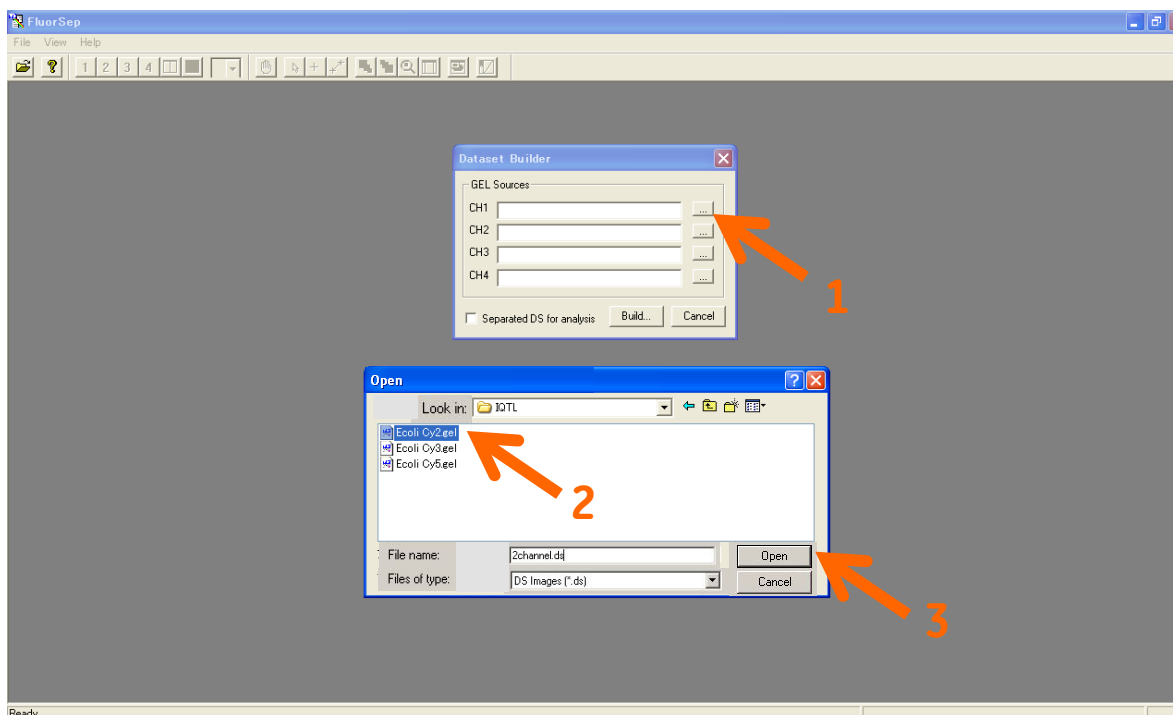 FluorSep
File View Help
1 2 3 4
Dataset Builder
GEL Sources
CH1 ...
CH2 ...
CH3 ...
CH4 ...
1
Separated DS for analysis Build... Cancel
Open
Look in: IQTL
Ecoli Cy2.gel
Ecoli Cy3.gel
Ecoli Cy5.gel
2
File name: 2channel.ds Open
Files of type: DS Images (*.ds) Cancel
3
Ready